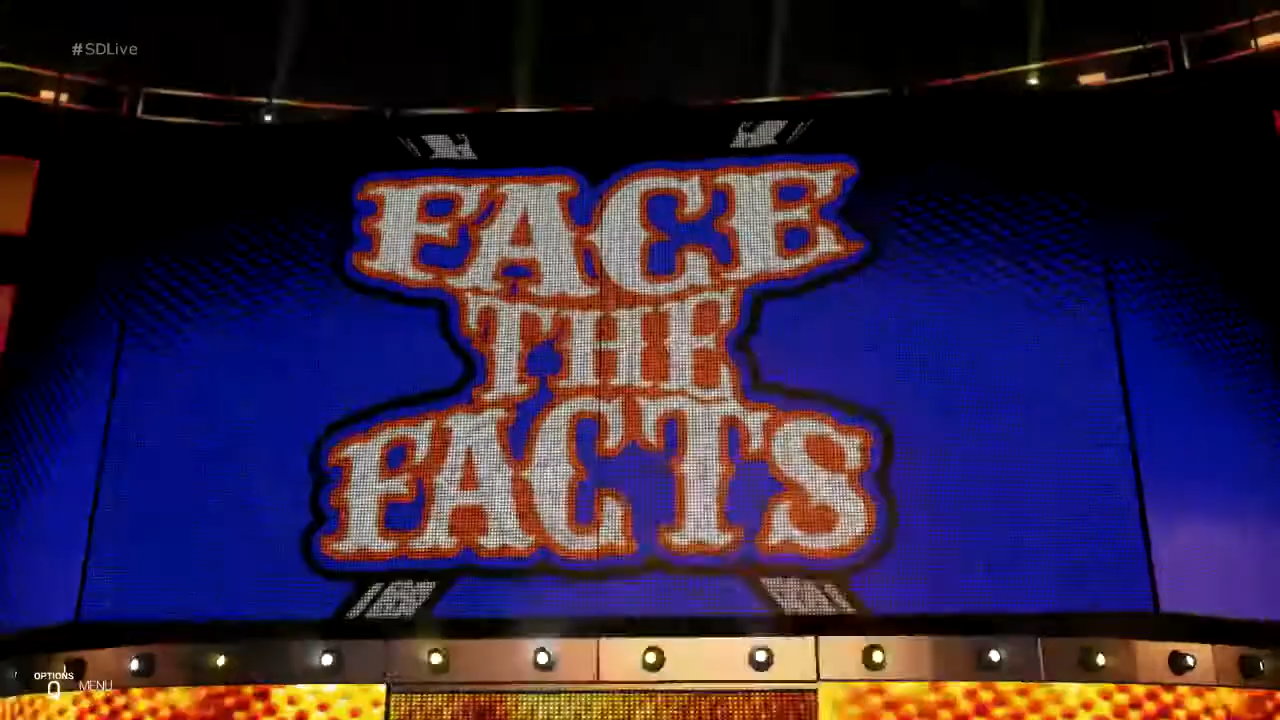 #SDLive
FACE
THE
FACTS
OPTIONS
MENU